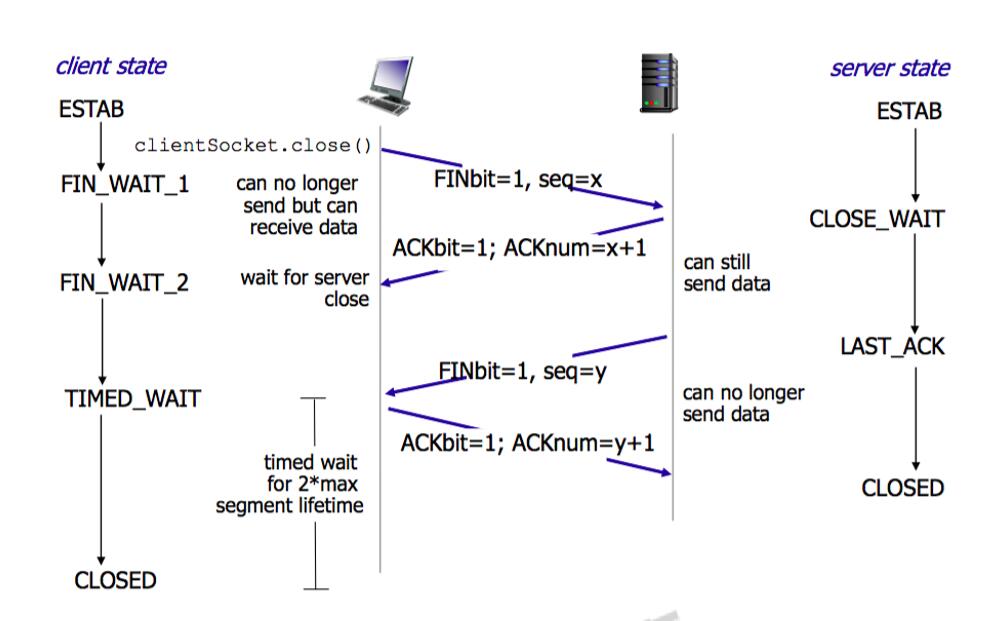 client state
server state
ESTAB
ESTAB
clientSocket.close()
FINbit=1, seq=x
FIN_WAIT_1
can no longer
send but can
receive data
CLOSE_WAIT
ACKbit=1; ACKnum=x+1
FIN_WAIT_2
wait for server
close
can still
send data
LAST_ACK
FINbit=1, seq=y
TIMED_WAIT
can no longer
send data
ACKbit=1; ACKnum=y+1
timed wait
for 2*max
segment lifetime
CLOSED
CLOSED